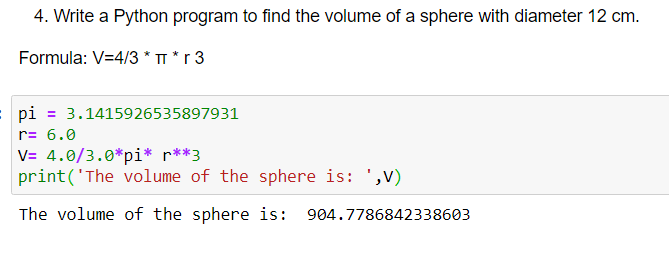 4. Write a Python program to find the volume of a sphere with diameter 12 cm.
Formula: V=4/3 * π * r 3
pi = 3.1415926535897931
r= 6.0
V= 4.0/3.0*pi* r**3
print('The volume of the sphere is: ',V)
The volume of the sphere is:  904.7786842338603